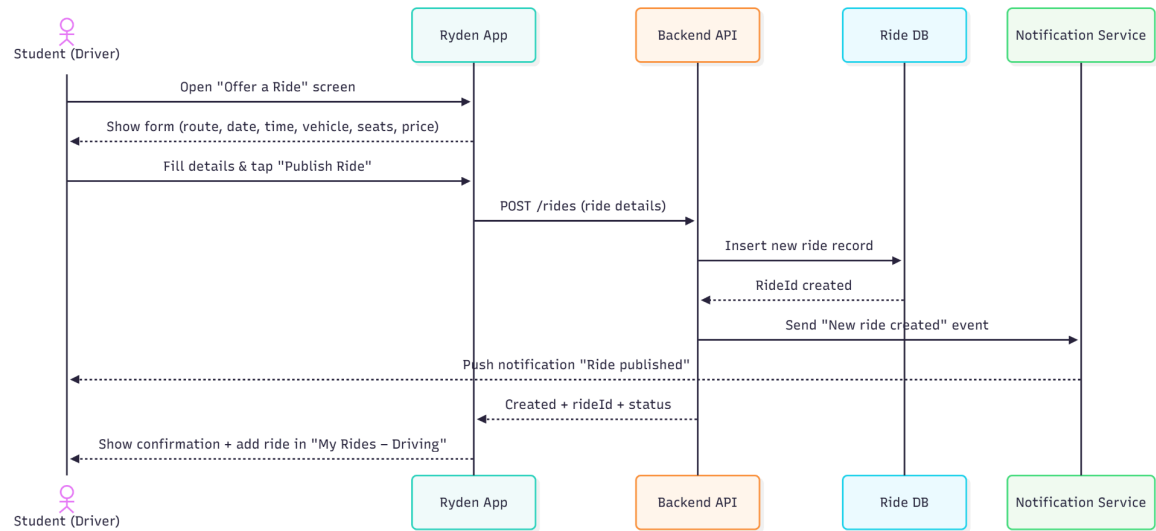 Student (Driver)
Ryden App
Backend API
Ride DB
Notification Service
Open "Offer a Ride" screen
Show form (route, date, time, vehicle, seats, price)
Fill details & tap "Publish Ride"
POST /rides (ride details)
Insert new ride record
RideId created
Send "New ride created" event
Push notification "Ride published"
Created + rideId + status
Show confirmation + add ride in "My Rides – Driving"
Student (Driver)
Ryden App
Backend API
Ride DB
Notification Service